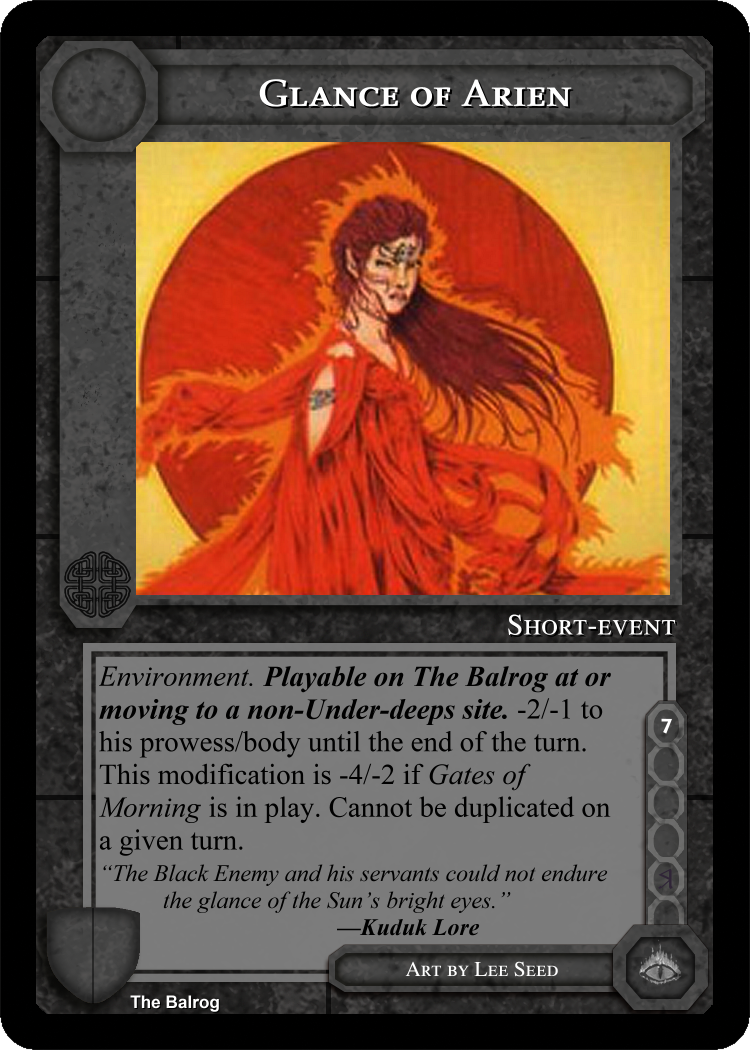 Glance of Arien
Short-event
Environment. Playable on The Balrog at or
moving to a non-Under-deeps site. -2/-1 to
his prowess/body until the end of the turn.
This modification is -4/-2 if Gates of
Morning is in play. Cannot be duplicated on
a given turn.
“The Black Enemy and his servants could not endure
the glance of the Sun’s bright eyes.”
—Kuduk Lore
7
Art by Lee Seed
The Balrog